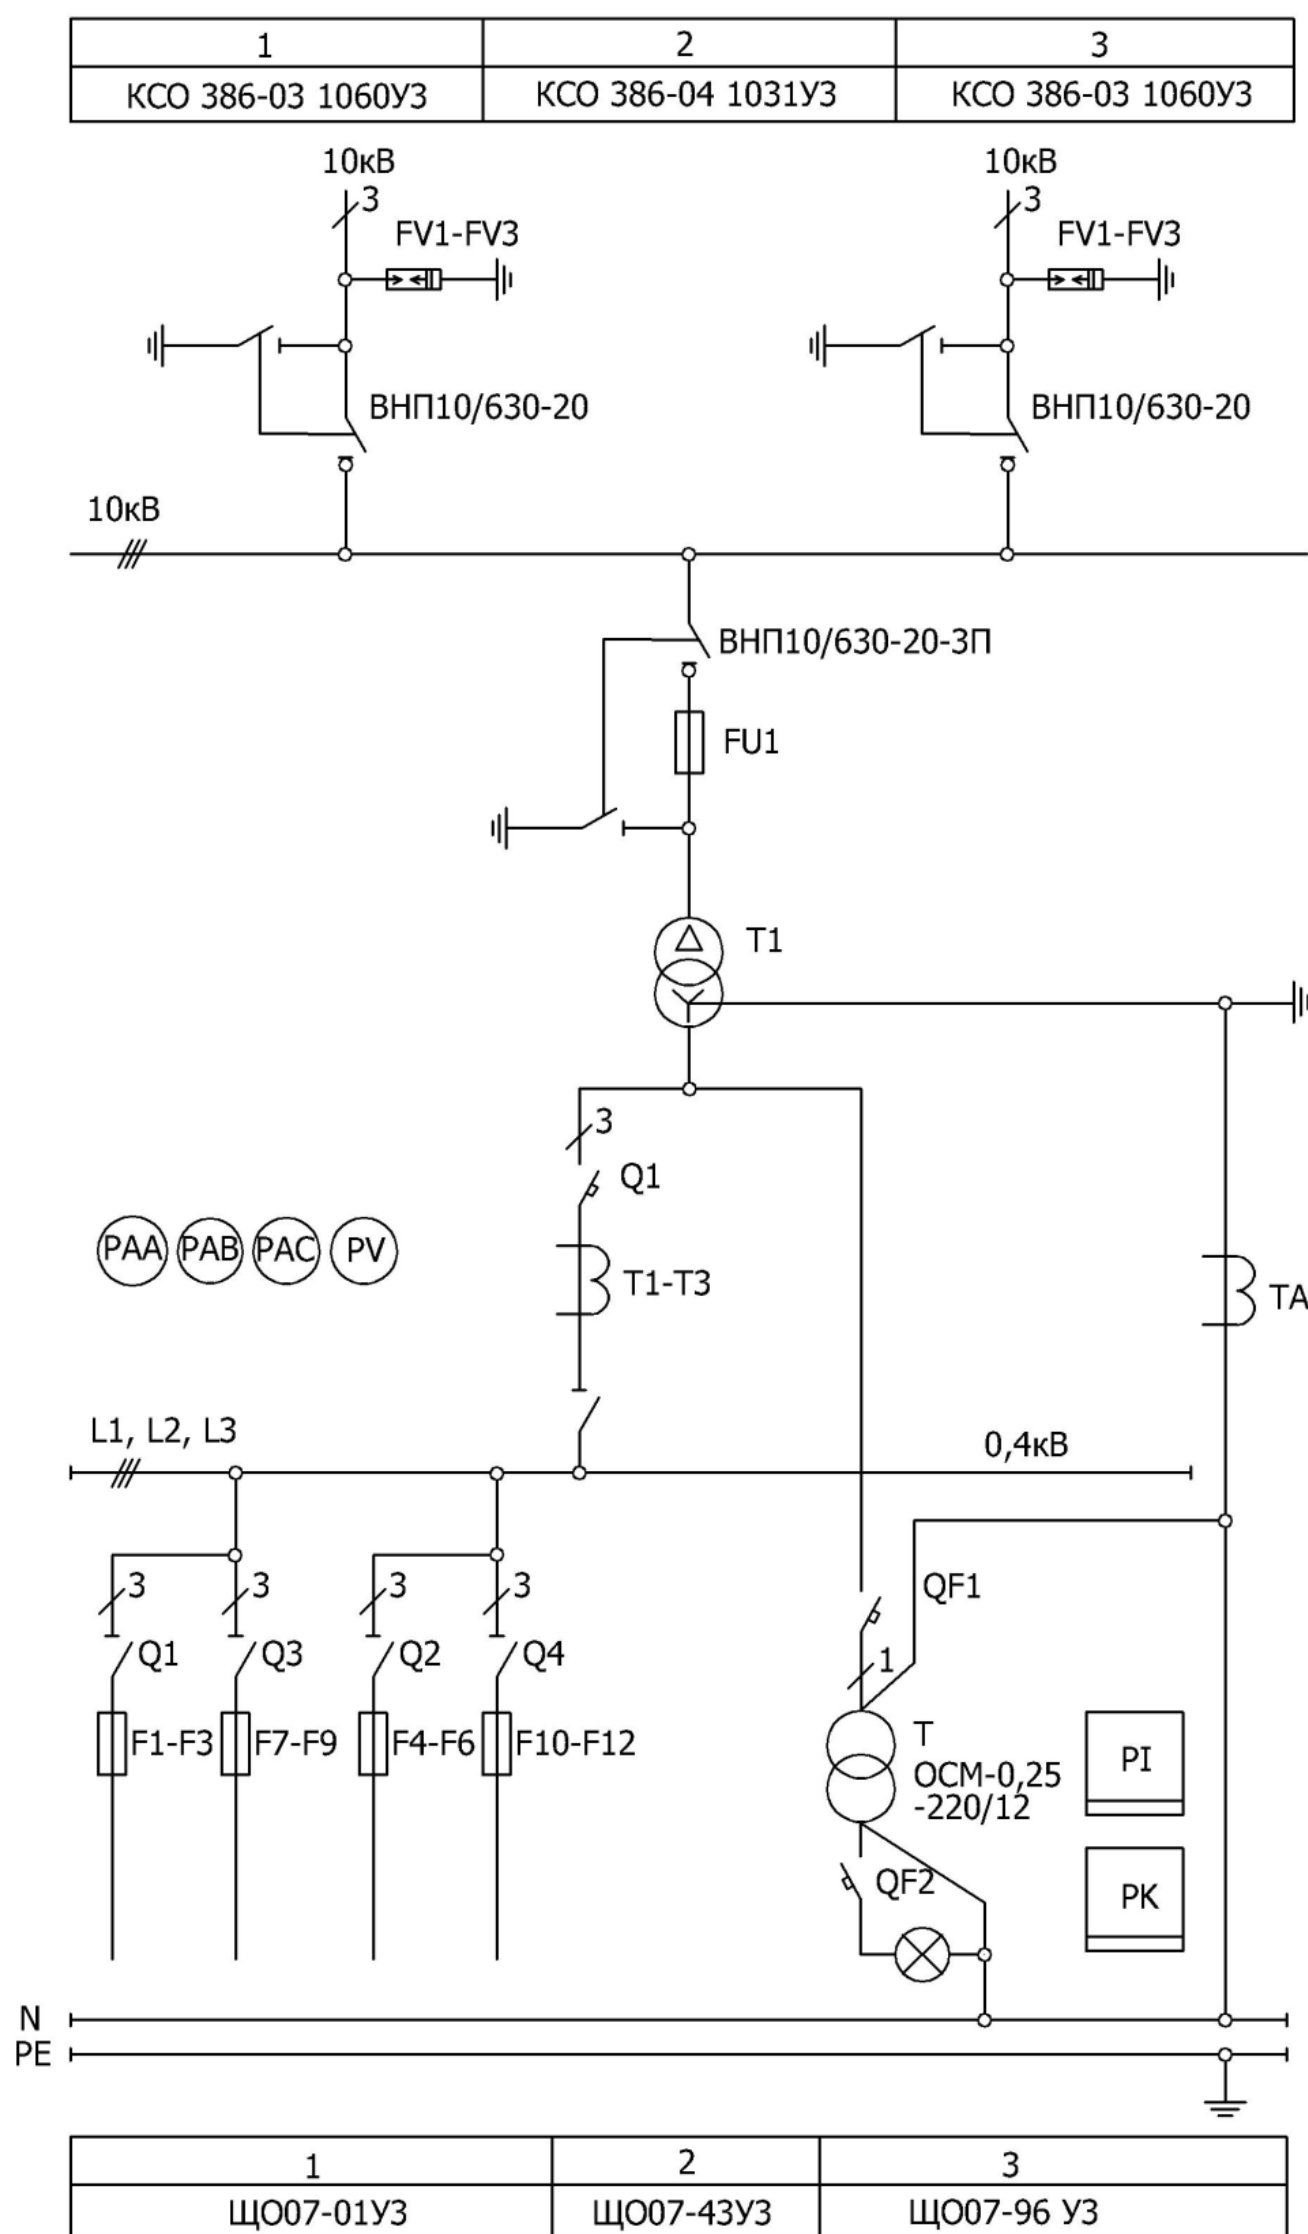 1
2
3
КСО 386-03 1060У3
КСО 386-04 1031У3
КСО 386-03 1060У3
10кВ
10кВ
3
3
FV1-FV3
FV1-FV3
ВНП10/630-20
ВНП10/630-20
10кВ
ВНП10/630-20-3П
FU1
T1
3
Q1
PAA
PAB
PAC
PV
T1-T3
TA
L1, L2, L3
0,4кВ
3
3
3
3
QF1
Q1
Q3
Q2
Q4
1
F1-F3
F7-F9
F4-F6
F10-F12
T
ОСМ-0,25
-220/12
PI
QF2
PK
N
PE
1
2
3
ЩО07-01У3
ЩО07-43У3
ЩО07-96 У3